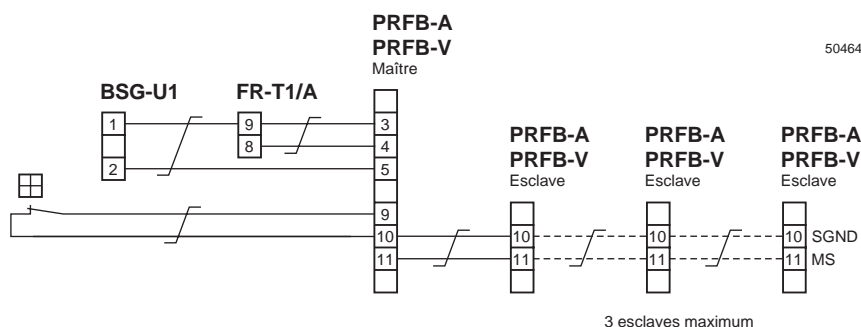 PRFB-A
PRFB-V
Maître
50464
BSG-U1
FR-T1/A
1
9
3
8
4
2
5
PRFB-A
PRFB-V
Esclave
PRFB-A
PRFB-V
Esclave
PRFB-A
PRFB-V
Esclave
9
10
10
10
10 SGND
11
11
11
11 MS
3 esclaves maximum